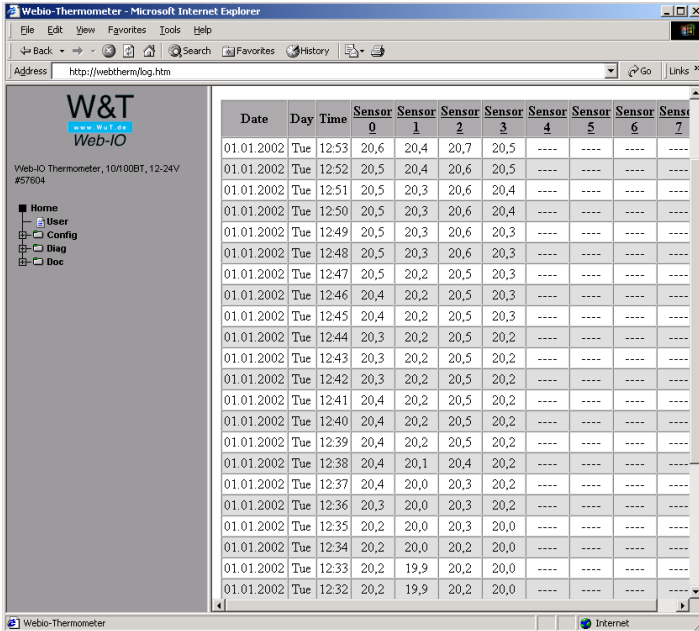 Webio-Thermometer - Microsoft Internet Explorer
File Edit View Favorites Tools Help
Back Search Favorites History
Address http://webtherm/log.htm Go Links
W&T
www.WuT.de
Web-IO
Web-IO Thermometer, 10/100BT, 12-24V
#57604
Home
User
Config
Diag
Doc
Date Day Time Sensor 0 Sensor 1 Sensor 2 Sensor 3 Sensor 4 Sensor 5 Sensor 6 Senso 7
01.01.2002 Tue 12:53 20,6 20,4 20,7 20,5 ---- ---- ---- ----
01.01.2002 Tue 12:52 20,5 20,4 20,6 20,5 ---- ---- ---- ----
01.01.2002 Tue 12:51 20,5 20,3 20,6 20,4 ---- ---- ---- ----
01.01.2002 Tue 12:50 20,5 20,3 20,6 20,4 ---- ---- ---- ----
01.01.2002 Tue 12:49 20,5 20,3 20,6 20,3 ---- ---- ---- ----
01.01.2002 Tue 12:48 20,5 20,3 20,6 20,3 ---- ---- ---- ----
01.01.2002 Tue 12:47 20,5 20,2 20,5 20,3 ---- ---- ---- ----
01.01.2002 Tue 12:46 20,4 20,2 20,5 20,3 ---- ---- ---- ----
01.01.2002 Tue 12:45 20,4 20,2 20,5 20,3 ---- ---- ---- ----
01.01.2002 Tue 12:44 20,3 20,2 20,5 20,2 ---- ---- ---- ----
01.01.2002 Tue 12:43 20,3 20,2 20,5 20,2 ---- ---- ---- ----
01.01.2002 Tue 12:42 20,3 20,2 20,5 20,2 ---- ---- ---- ----
01.01.2002 Tue 12:41 20,4 20,2 20,5 20,2 ---- ---- ---- ----
01.01.2002 Tue 12:40 20,4 20,2 20,5 20,2 ---- ---- ---- ----
01.01.2002 Tue 12:39 20,4 20,2 20,5 20,2 ---- ---- ---- ----
01.01.2002 Tue 12:38 20,4 20,1 20,4 20,2 ---- ---- ---- ----
01.01.2002 Tue 12:37 20,4 20,0 20,3 20,2 ---- ---- ---- ----
01.01.2002 Tue 12:36 20,3 20,0 20,3 20,2 ---- ---- ---- ----
01.01.2002 Tue 12:35 20,2 20,0 20,3 20,0 ---- ---- ---- ----
01.01.2002 Tue 12:34 20,2 20,0 20,2 20,0 ---- ---- ---- ----
01.01.2002 Tue 12:33 20,2 19,9 20,2 20,0 ---- ---- ---- ----
01.01.2002 Tue 12:32 20,2 19,9 20,2 20,0 ---- ---- ---- ----
Webio-Thermometer Internet